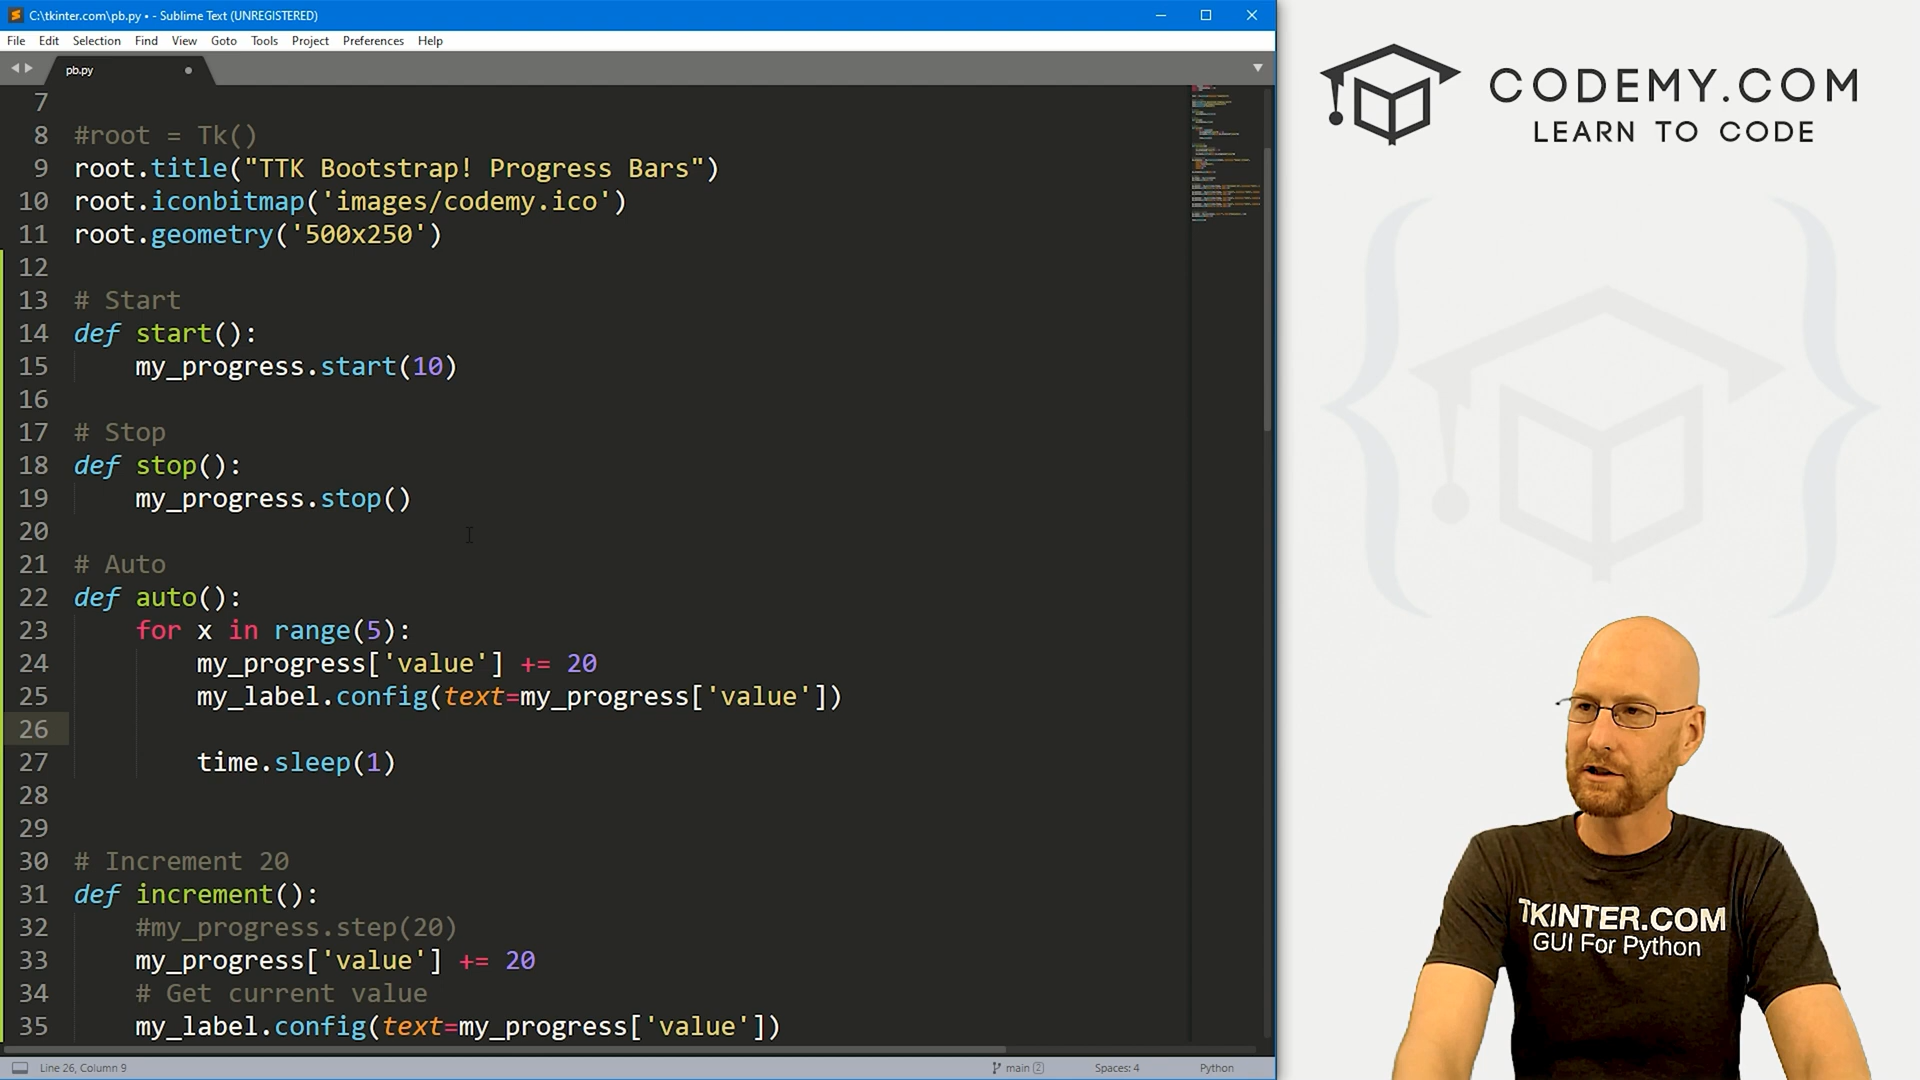 C:\tkinter.com\pb.py • - Sublime Text (UNREGISTERED)
File Edit Selection Find View Goto Tools Project Preferences Help
pb.py
7
8 #root = Tk()
9 root.title("TTK Bootstrap! Progress Bars")
10 root.iconbitmap('images/codemy.ico')
11 root.geometry('500x250')
12
13 # Start
14 def start():
15 my_progress.start(10)
16
17 # Stop
18 def stop():
19 my_progress.stop()
20
21 # Auto
22 def auto():
23 for x in range(5):
24 my_progress['value'] += 20
25 my_label.config(text=my_progress['value'])
26
27 time.sleep(1)
28
29
30 # Increment 20
31 def increment():
32 #my_progress.step(20)
33 my_progress['value'] += 20
34 # Get current value
35 my_label.config(text=my_progress['value'])
Line 26, Column 9
main 2
Spaces: 4
Python
CODEMY.COM
LEARN TO CODE
TKINTER.COM
GUI For Python